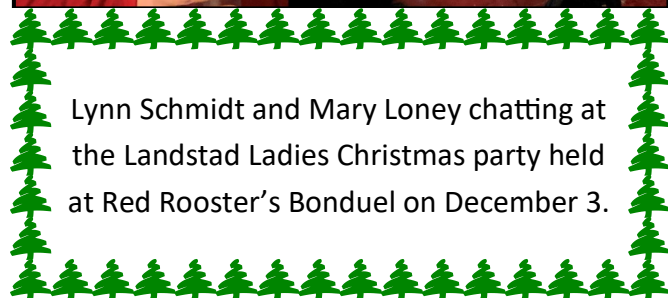 Lynn Schmidt and Mary Loney chatting at
the Landstad Ladies Christmas party held
at Red Rooster’s Bonduel on December 3.